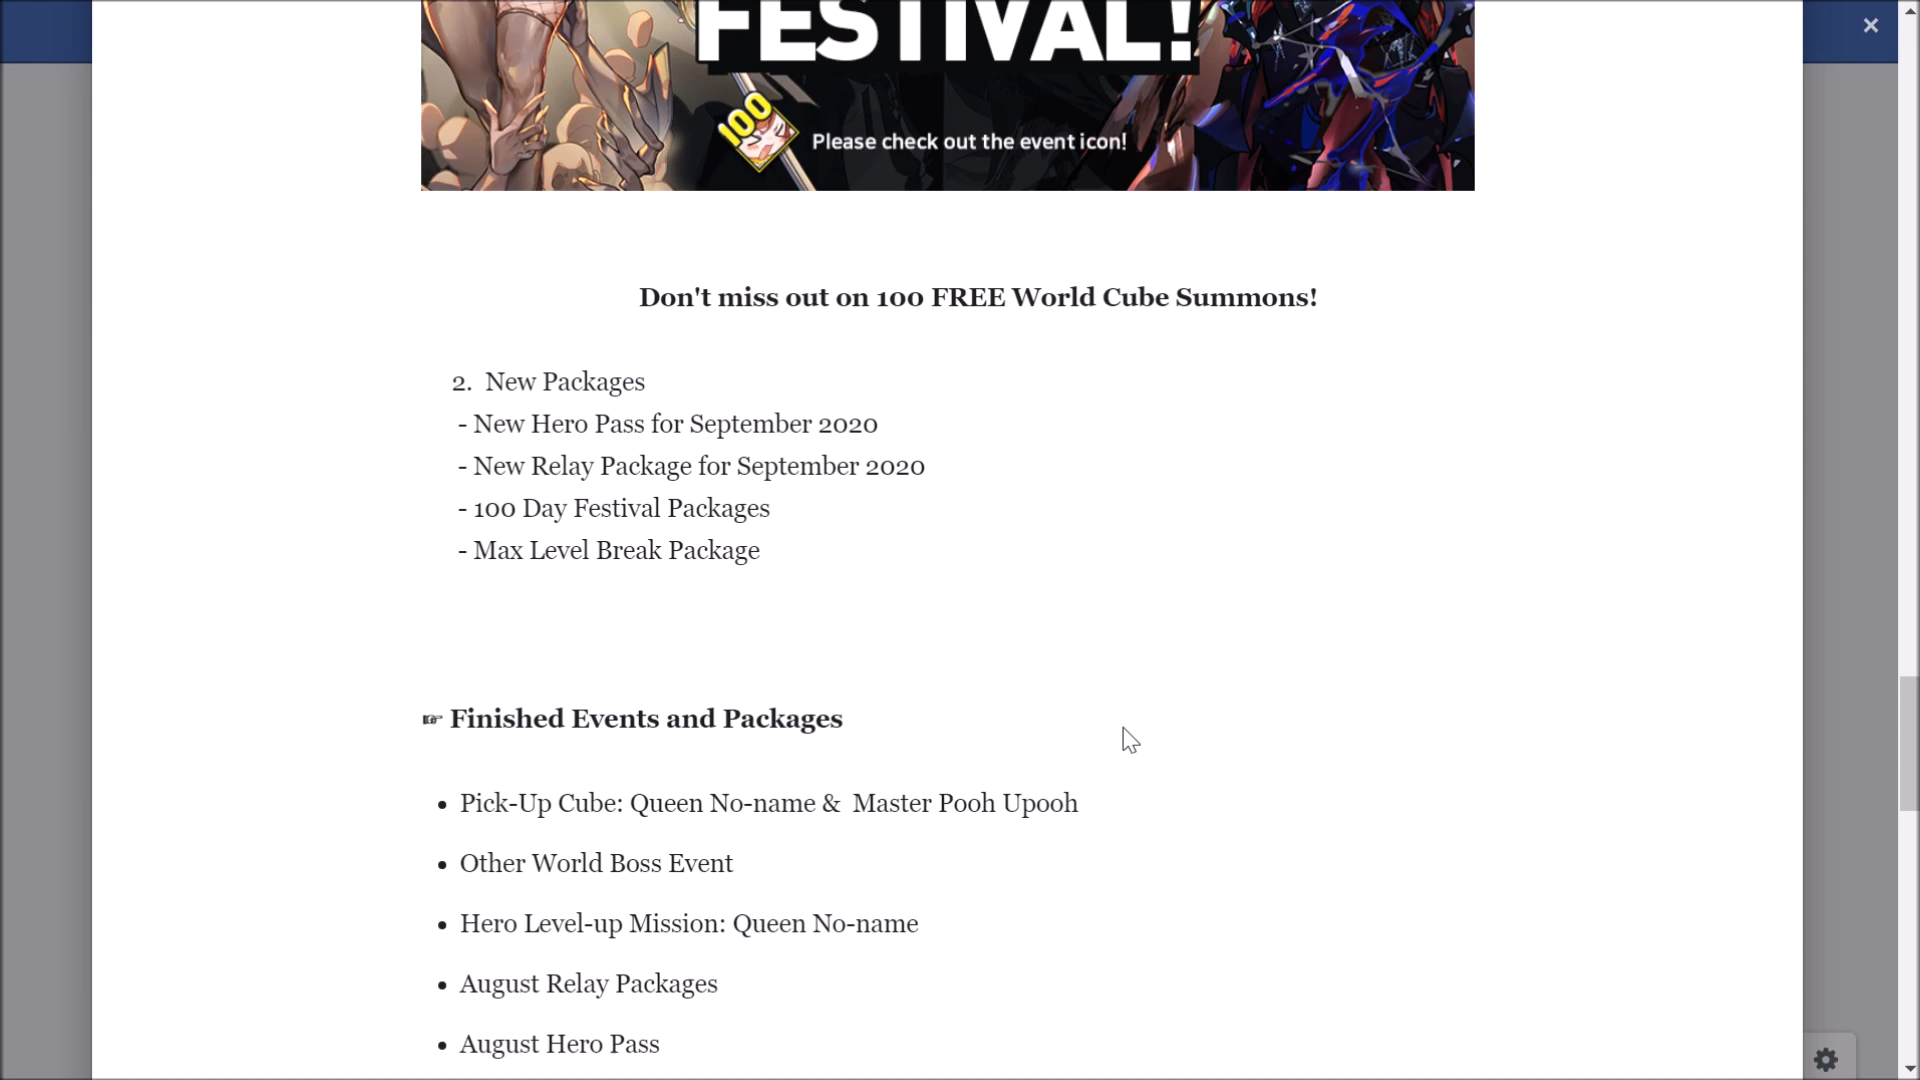 FESTIVAL!
100
Please check out the event icon!
Don't miss out on 100 FREE World Cube Summons!
2. New Packages
- New Hero Pass for September 2020
- New Relay Package for September 2020
- 100 Day Festival Packages
- Max Level Break Package
☞ Finished Events and Packages
• Pick-Up Cube: Queen No-name & Master Pooh Upooh
• Other World Boss Event
• Hero Level-up Mission: Queen No-name
• August Relay Packages
• August Hero Pass